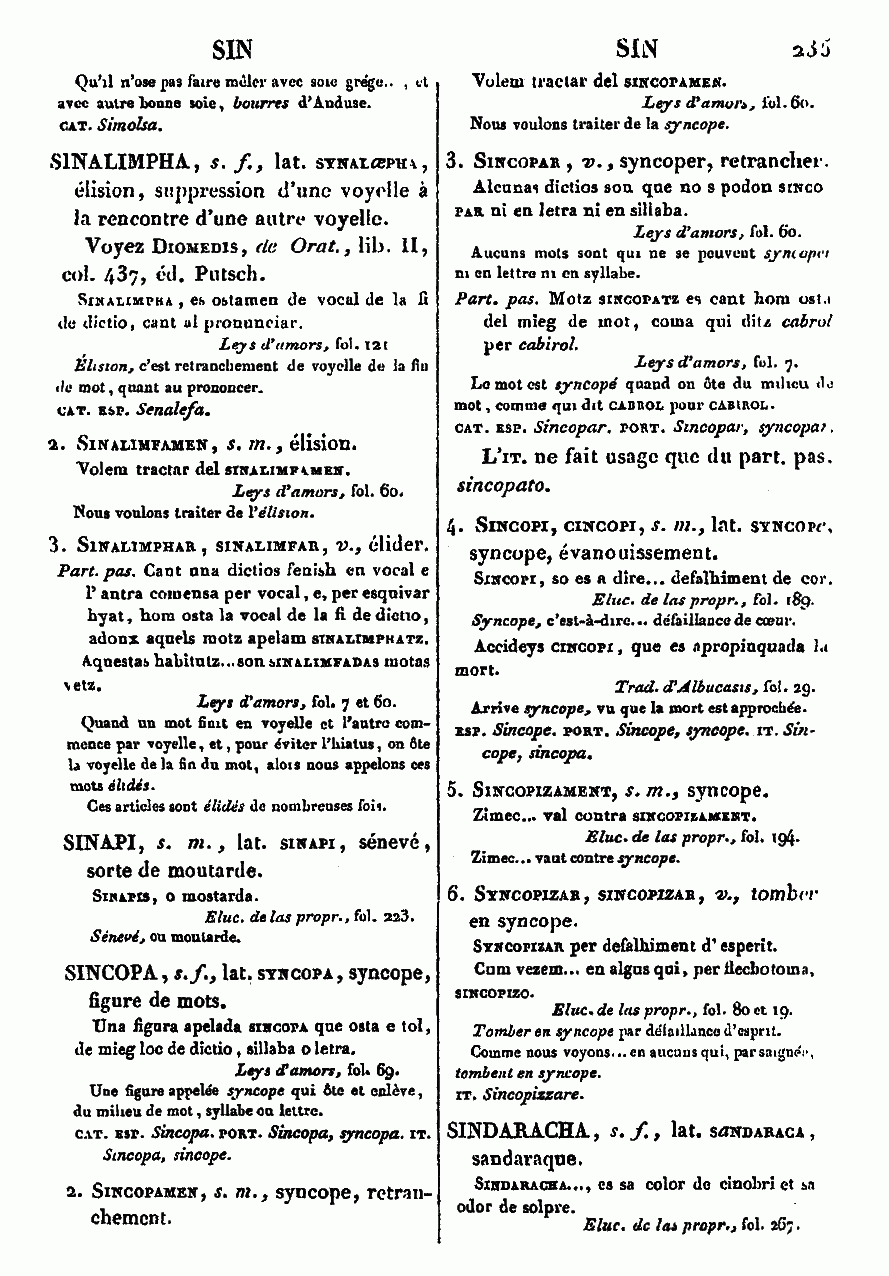 SIN
SIN
235
Qu'il n'ose pas faire mûler avec soie grége.. , et
avec autre bonne soie, bourres d'Anduse.
CAT. Simolsa.
SINALIMPHA, s. f., lat. SYNALŒPHA,
élision, suppression d'une voyelle à
la rencontre d'une autre voyelle.
Voyez DIOMEDIS, de Orat., lib. II,
col. 437, éd. Putsch.
SINALIMPHA, es ostamen de vocal de la fi
de dictio, cant al pronunciar.
Leys d'amors, fol. 121
Élision, c'est retranchement de voyelle de la fin
de mot, quant au prononcer.
CAT. ESP. Senalefa.
2. SINALIMFAMEN, s. m., élision.
Volem tractar del SINALIMFAMEN.
Leys d'amors, fol. 60.
Nous voulons traiter de l'élision.
3. SINALIMPHAR, SINALIMFAR, v., élider.
Part. pas. Cant una dictios fenish en vocal e
l'autra comensa per vocal, e, per esquivar
hyat, hom osta la vocal de la fi de dictio,
adonx aquels motz apelam SINALIMPHATZ.
Aquestas habitutz...son SINALIMFADAS motas
vetz.
Leys d'amors, fol. 7 et 60.
Quand un mot finit en voyelle et l'autre com-
mence par voyelle, et, pour éviter l'hiatus, on ôte
la voyelle de la fin du mot, alois nous appelons ces
mots élidés.
Ces articles sont élidés de nombreuses fois.
SINAPI, s. m., lat. SINAPI, sénevé,
sorte de moutarde.
SINAPIS, o mostarda.
Eluc. de las propr., fol. 223.
Sénevé, ou moutarde.
SINCOPA, s. f., lat. SYNCOPA, syncope,
figure de mots.
Una figura apelada SINCOPA que osta e tol,
de mieg loc de dictio, sillaba o letra.
Leys d'amors, fol. 69.
Une figure appelée syncope qui ôte et enlève,
du milieu de mot, syllabe ou lettre.
CAT. ESP. Sincopa. PORT. Sincopa, syncopa. IT.
Sincopa, sincope.
2. SINCOPAMEN, s. m., syncope, retran-
chement.
Volem tractar del SINCOPAMEN.
Leys d'amors, fol. 60.
Nous voulons traiter de la syncope.
3. SINCOPAR, v., syncoper, retrancher.
Alcunas dictios son que no s podon SINCO
PAR ni en letra ni en sillaba.
Leys d'amors, fol. 60.
Aucuns mots sont qui ne se peuvent syncoper
ni en lettre ni en syllabe.
Part. pas. Motz SINCOPATZ es cant hom osta
del mieg de mot, coma qui ditz cabrol
per cabirol.
Leys d'amors, fol. 7.
Le mot est syncopé quand on ôte du milieu de
mot, comme qui dit CABROL pour CABIROL.
CAT. ESP. Sincopar. PORT. Sincopar, syncopar.
L'IT. ne fait usage que du part. pas.
sincopato.
4. SINCOPI, CINCOPI, s. m., lat. SYNCOPe,
syncope, évanouissement.
SINCOPI, so es a dire... defalhiment de cor.
Eluc. de las propr., fol. 189.
Syncope, c'est-à-dire... défaillance de cœur.
Accideys CINCOPI, que es apropinquada la
mort.
Trad. d'Albucasis, fol. 29.
Arrive syncope, vu que la mort est approchée.
ESP. Sincope. PORT. Sincope, syncope. IT. Sin-
cope, sincopa.
5. SINCOPIZAMENT, s. m., syncope.
Zimec... val contra SINCOPIZAMENT.
Eluc. de las propr., fol. 194.
Zimec... vaut contre syncope.
6. SYNCOPIZAR, SINCOPIZAR, v., tomber
en syncope.
SYNCOPIZAR per defalhiment d'esperit.
Cum vezem... en algus qui, per flechotoma,
SINCOPIZO.
Eluc. de las propr., fol. 80 et 19.
Tomber en syncope par défaillance d'esprit.
Comme nous voyons...en aucuns qui, par saignée,
tombent en syncope.
IT. Sincopizzare.
SINDARACHA, s. f., lat. saNDARACA,
sandaraque.
SINDARACHA..., es sa color de cinobri et sa
odor de solpre.
Eluc. de las propr., fol. 267.